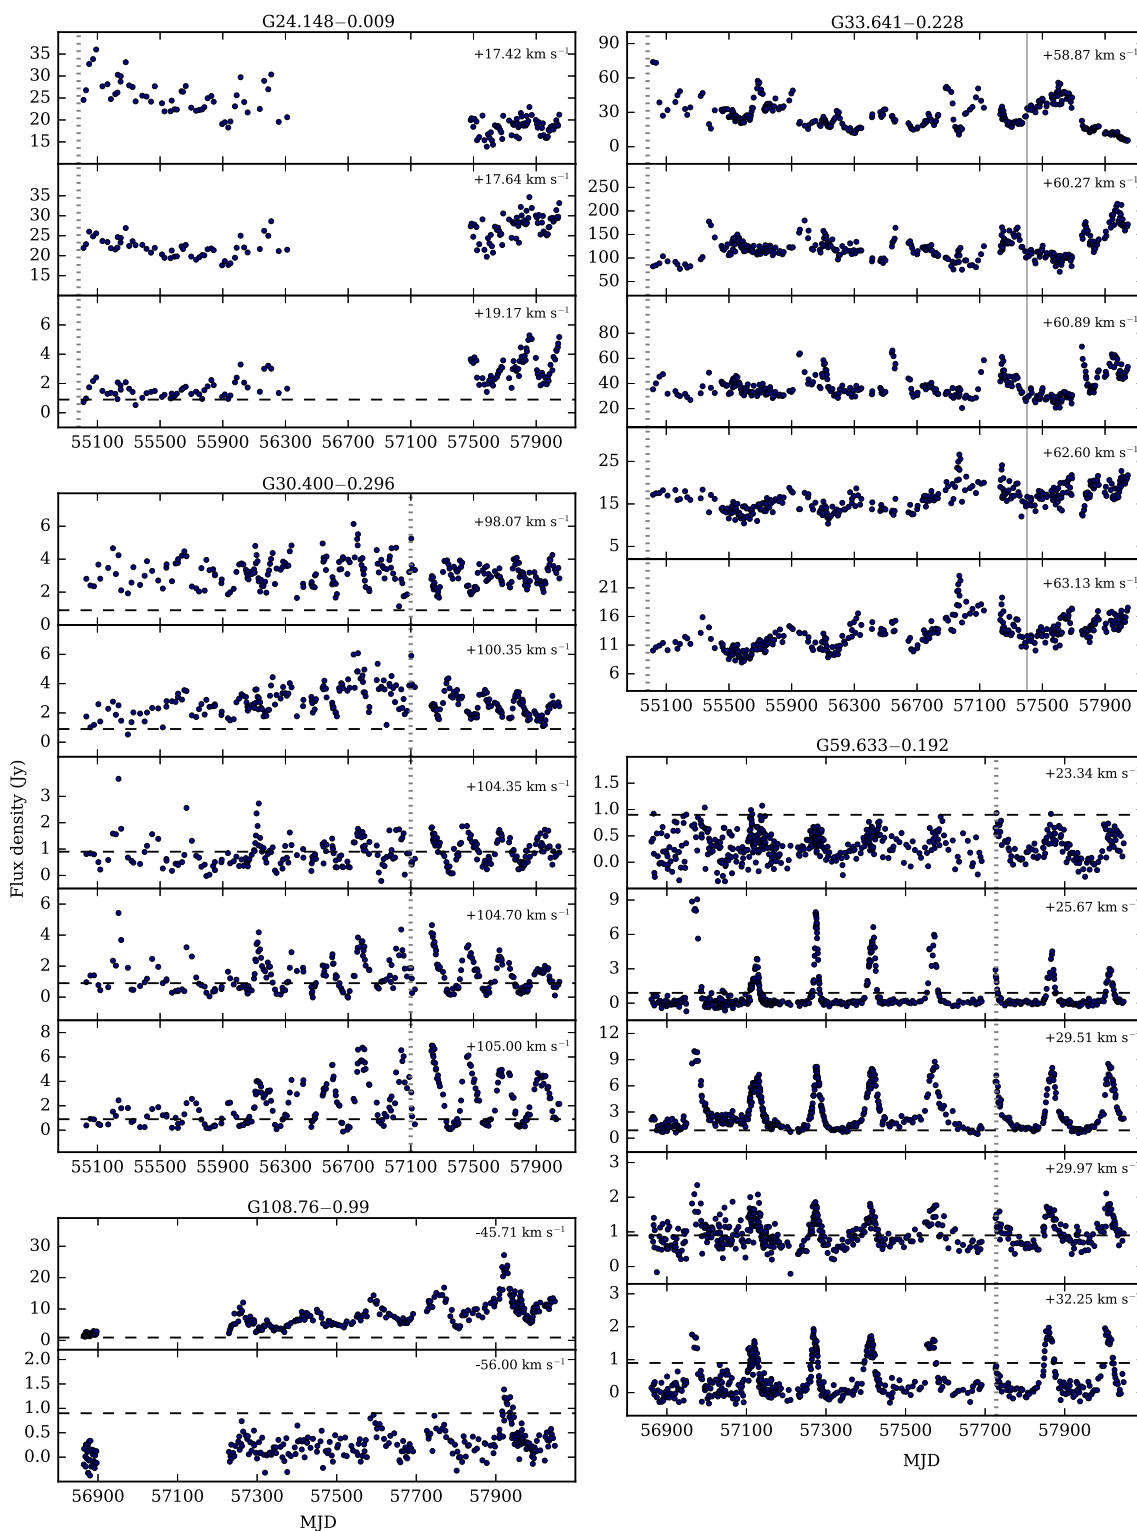 G24.148−0.009
+17.42 km s⁻¹
35
30
25
20
15
+17.64 km s⁻¹
35
30
25
20
15
+19.17 km s⁻¹
6
4
2
0
55100 55500 55900 56300 56700 57100 57500 57900
G30.400−0.296
+98.07 km s⁻¹
6
4
2
0
+100.35 km s⁻¹
6
4
2
0
+104.35 km s⁻¹
3
2
1
0
+104.70 km s⁻¹
6
4
2
0
+105.00 km s⁻¹
8
6
4
2
0
55100 55500 55900 56300 56700 57100 57500 57900
Flux density (Jy)
G108.76−0.99
-45.71 km s⁻¹
30
20
10
0
-56.00 km s⁻¹
2.0
1.5
1.0
0.5
0.0
56900 57100 57300 57500 57700 57900
MJD
G33.641−0.228
+58.87 km s⁻¹
90
60
30
0
+60.27 km s⁻¹
250
200
150
100
50
+60.89 km s⁻¹
80
60
40
20
+62.60 km s⁻¹
25
15
5
+63.13 km s⁻¹
21
16
11
6
55100 55500 55900 56300 56700 57100 57500 57900
G59.633−0.192
+23.34 km s⁻¹
1.5
1.0
0.5
0.0
+25.67 km s⁻¹
9
6
3
0
+29.51 km s⁻¹
12
9
6
3
0
+29.97 km s⁻¹
3
2
1
0
+32.25 km s⁻¹
3
2
1
0
56900 57100 57300 57500 57700 57900
MJD